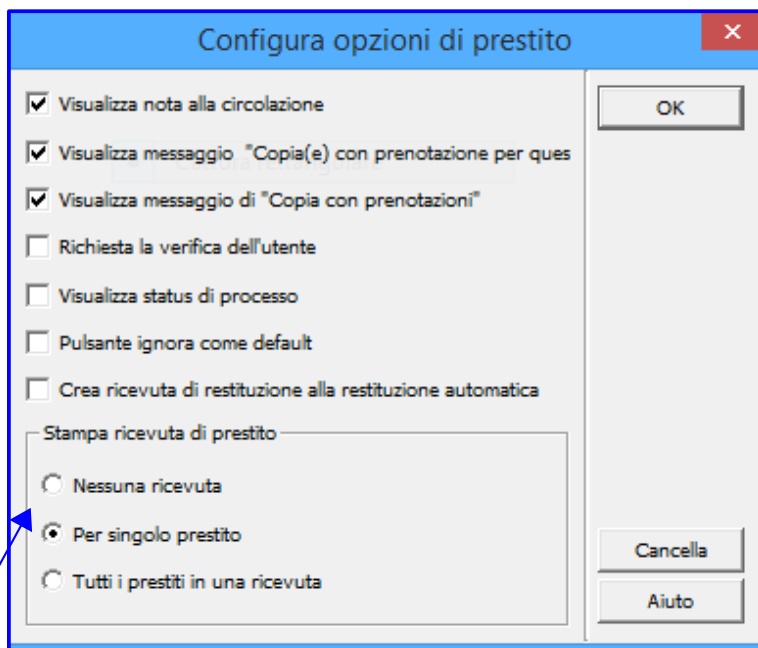 Configura opzioni di prestito
Visualizza nota alla circolazione
OK
Visualizza messaggio "Copia(e) con prenotazione per ques
Visualizza messaggio di "Copia con prenotazioni"
Richiesta la verifica dell'utente
Visualizza status di processo
Pulsante ignora come default
Crea ricevuta di restituzione alla restituzione automatica
Stampa ricevuta di prestito
Nessuna ricevuta
Per singolo prestito
Cancella
Tutti i prestiti in una ricevuta
Aiuto